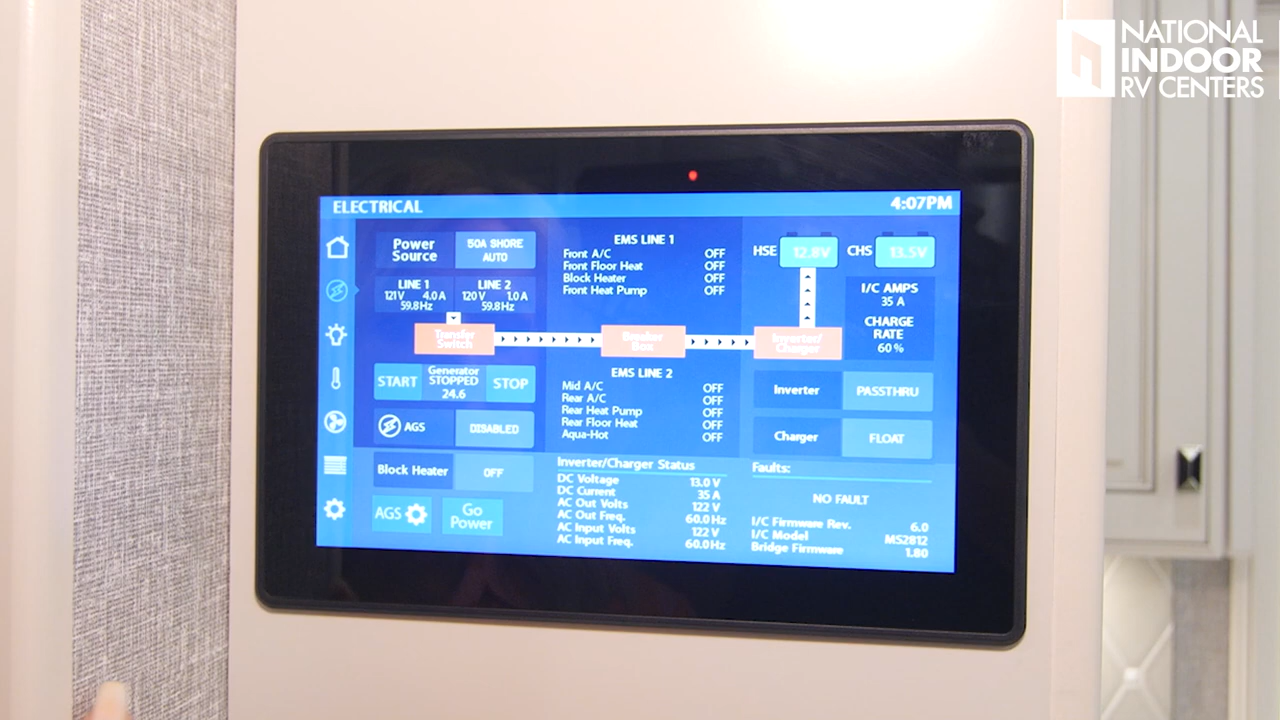 NATIONAL
INDOOR
RV CENTERS
ELECTRICAL
4:07PM
Power
Source
50A SHORE
AUTO
LINE 1
121V 4.0A
59.8Hz
LINE 2
120V 1.0A
59.8Hz
Transfer
Switch
START
Generator
STOPPED
24.6
STOP
AGS
DISABLED
Block Heater
OFF
AGS
Go
Power
EMS LINE 1
Front A/C OFF
Front Floor Heat OFF
Block Heater OFF
Front Heat Pump OFF
Breaker
Box
EMS LINE 2
Mid A/C OFF
Rear A/C OFF
Rear Heat Pump OFF
Rear Floor Heat OFF
Aqua-Hot OFF
Inverter/Charger Status
DC Voltage 13.0 V
DC Current 35 A
AC Out Volts 122 V
AC Out Freq. 60.0Hz
AC Input Volts 122 V
AC Input Freq. 60.0Hz
HSE 12.8V CHS 13.5V
I/C AMPS
35 A
CHARGE
RATE
60%
Inverter/
Charger
Inverter PASSTHRU
Charger FLOAT
Faults:
NO FAULT
I/C Firmware Rev. 6.0
I/C Model MS2812
Bridge Firmware 1.80